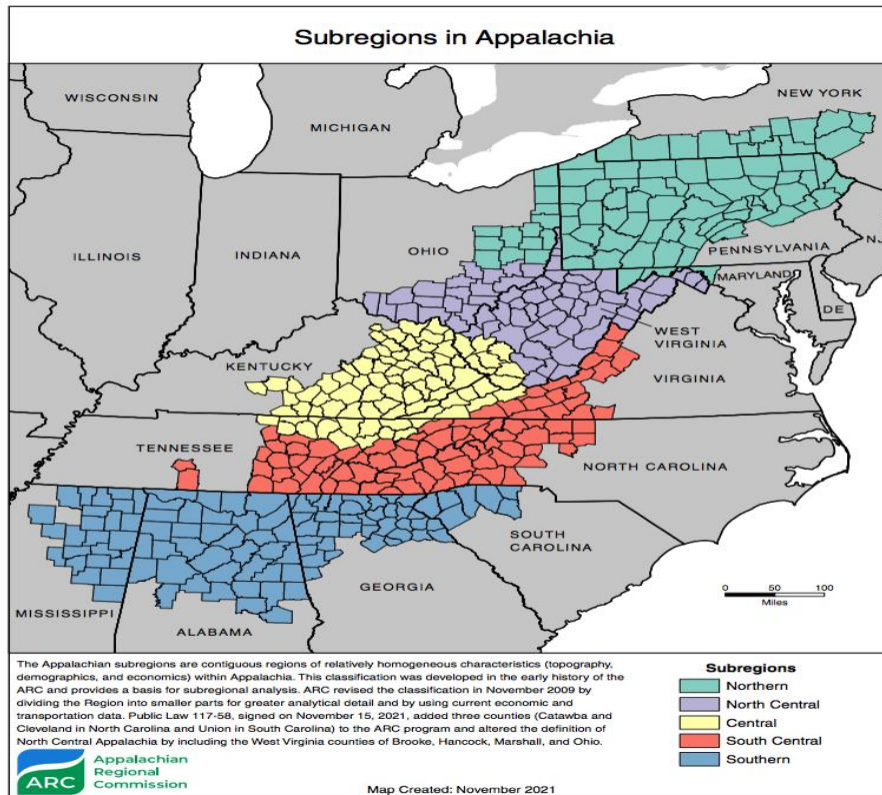 Subregions in Appalachia
WISCONSIN
MICHIGAN
NEW YORK
ILLINOIS
INDIANA
OHIO
PENNSYLVANIA
NJ
MARYLAND
DE
WEST
VIRGINIA
KENTUCKY
VIRGINIA
TENNESSEE
NORTH CAROLINA
SOUTH
CAROLINA
GEORGIA
MISSISSIPPI
ALABAMA
0 50 100
Miles
The Appalachian subregions are contiguous regions of relatively homogeneous characteristics (topography,
demographics, and economics) within Appalachia. This classification was developed in the early history of the
ARC and provides a basis for subregional analysis. ARC revised the classification in November 2009 by
dividing the Region into smaller parts for greater analytical detail and by using current economic and
transportation data. Public Law 117-58, signed on November 15, 2021, added three counties (Catawba and
Cleveland in North Carolina and Union in South Carolina) to the ARC program and altered the definition of
North Central Appalachia by including the West Virginia counties of Brooke, Hancock, Marshall, and Ohio.
Subregions
Northern
North Central
Central
South Central
Southern
ARC
Appalachian
Regional
Commission
Map Created: November 2021